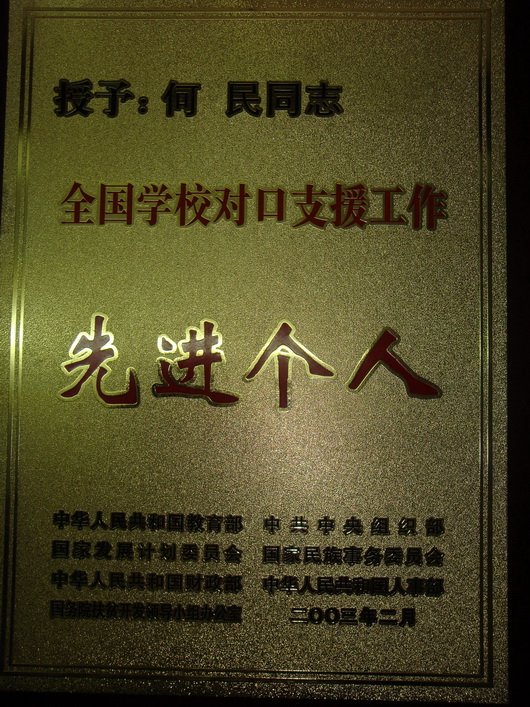 授予：何 民同志
全国学校对口支援工作
先进个人
中华人民共和国教育部 中共中央组织部
国家发展计划委员会 国家民族事务委员会
中华人民共和国财政部 中华人民共和国人事部
国务院扶贫开发领导小组办公室 二〇〇三年二月